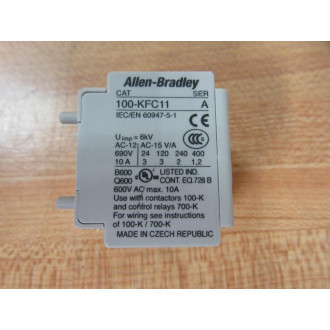 Allen-Bradley
CAT SER
100-KFC11 A
IEC/EN 60947-5-1
Uimp = 6kV
AC-12 AC-15 V/A
690V 24 120 240 400
10 A 3 3 2 1,2
B600 LISTED IND.
Q600 CONT. EQ.728 B
600V AC max. 10A
Use with contactors 100-K
and control relays 700-K
For wiring see instructions
of 100-K / 700-K
MADE IN CZECH REPUBLIC